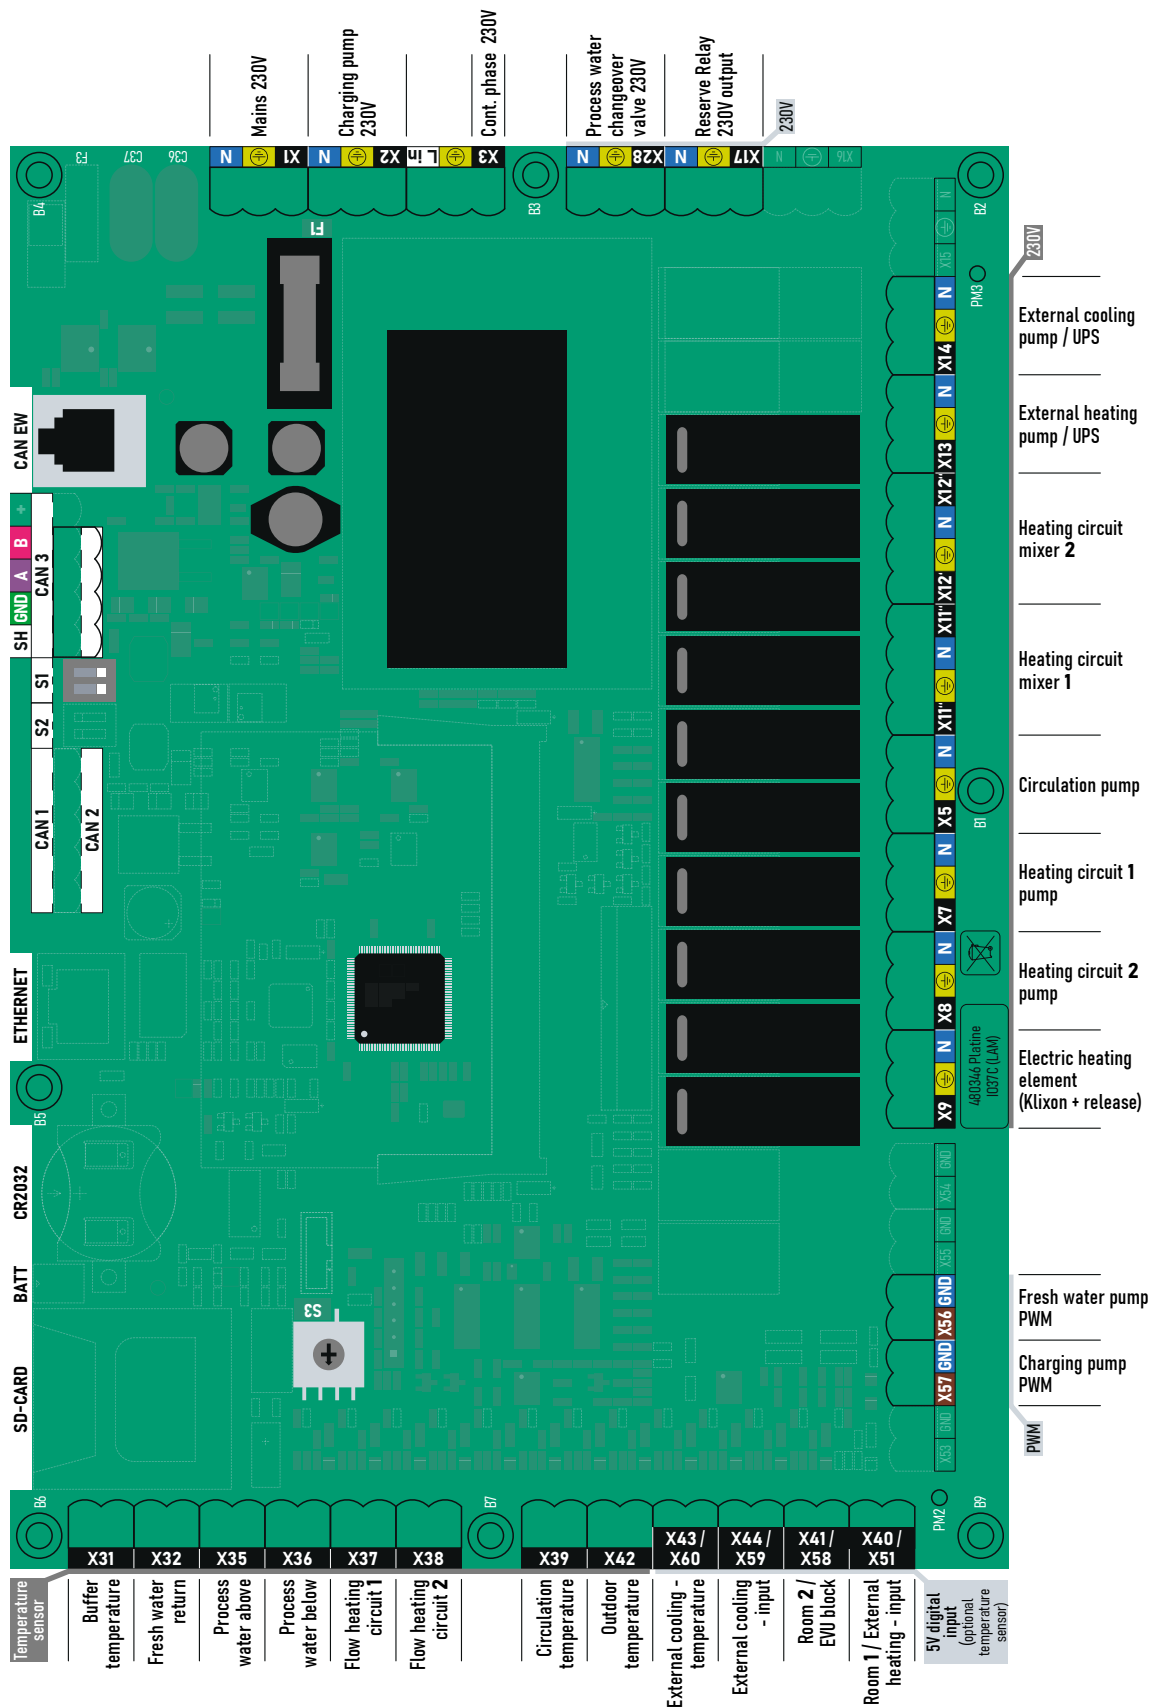 Mains 230V
Charging pump
230V
Cont. phase 230V
Process water
changeover
valve 230V
Reserve Relay
230V output
230V
F3
C37
C36
N
X1
N
X2
L in
X3
N
X28
N
X17
N
X16
B4
B3
B2
F1
CAN EW
+
B
A
GND
SH
CAN 3
S1
S2
CAN 1
CAN 2
ETHERNET
B5
CR2032
BATT
SD-CARD
S3
N
X15
PM3
230V
N
X14
External cooling
pump / UPS
N
X13
External heating
pump / UPS
X12"
N
X12'
Heating circuit
mixer 2
X11"
N
X11"
Heating circuit
mixer 1
N
X5
B1
Circulation pump
N
X7
Heating circuit 1
pump
N
X8
Heating circuit 2
pump
N
X9
480346 Platine
1037C (LAM)
Electric heating
element
(Klixon + release)
GND
X54
GND
X55
GND
X56
Fresh water pump
PWM
GND
X57
Charging pump
PWM
GND
X53
PWM
PM2
B6
B7
B9
X31
X32
X35
X36
X37
X38
X39
X42
X43 /
X60
X44 /
X59
X41 /
X58
X40 /
X51
Temperature
sensor
Buffer
temperature
Fresh water
return
Process
water above
Process
water below
Flow heating
circuit 1
Flow heating
circuit 2
Circulation
temperature
Outdoor
temperature
External cooling -
temperature
External cooling
- input
Room 2 /
EVU block
Room 1 / External
heating - input
5V digital
input
(optional
temperature
sensor)